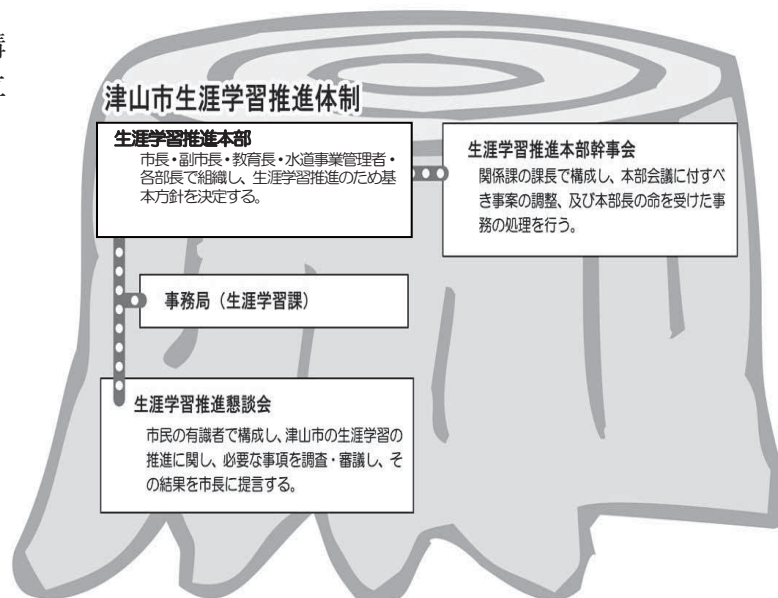 津山市生涯学習推進体制
生涯学習推進本部
市長・副市長・教育長・水道事業管理者・
各部長で組織し、生涯学習推進のため基
本方針を決定する。
生涯学習推進本部幹事会
関係課の課長で構成し、本部会議に付すべ
き事案の調整、及び本部長の命を受けた事
務の処理を行う。
事務局（生涯学習課）
生涯学習推進懇談会
市民の有識者で構成し、津山市の生涯学習の
推進に関し、必要な事項を調査・審議し、そ
の結果を市長に提言する。